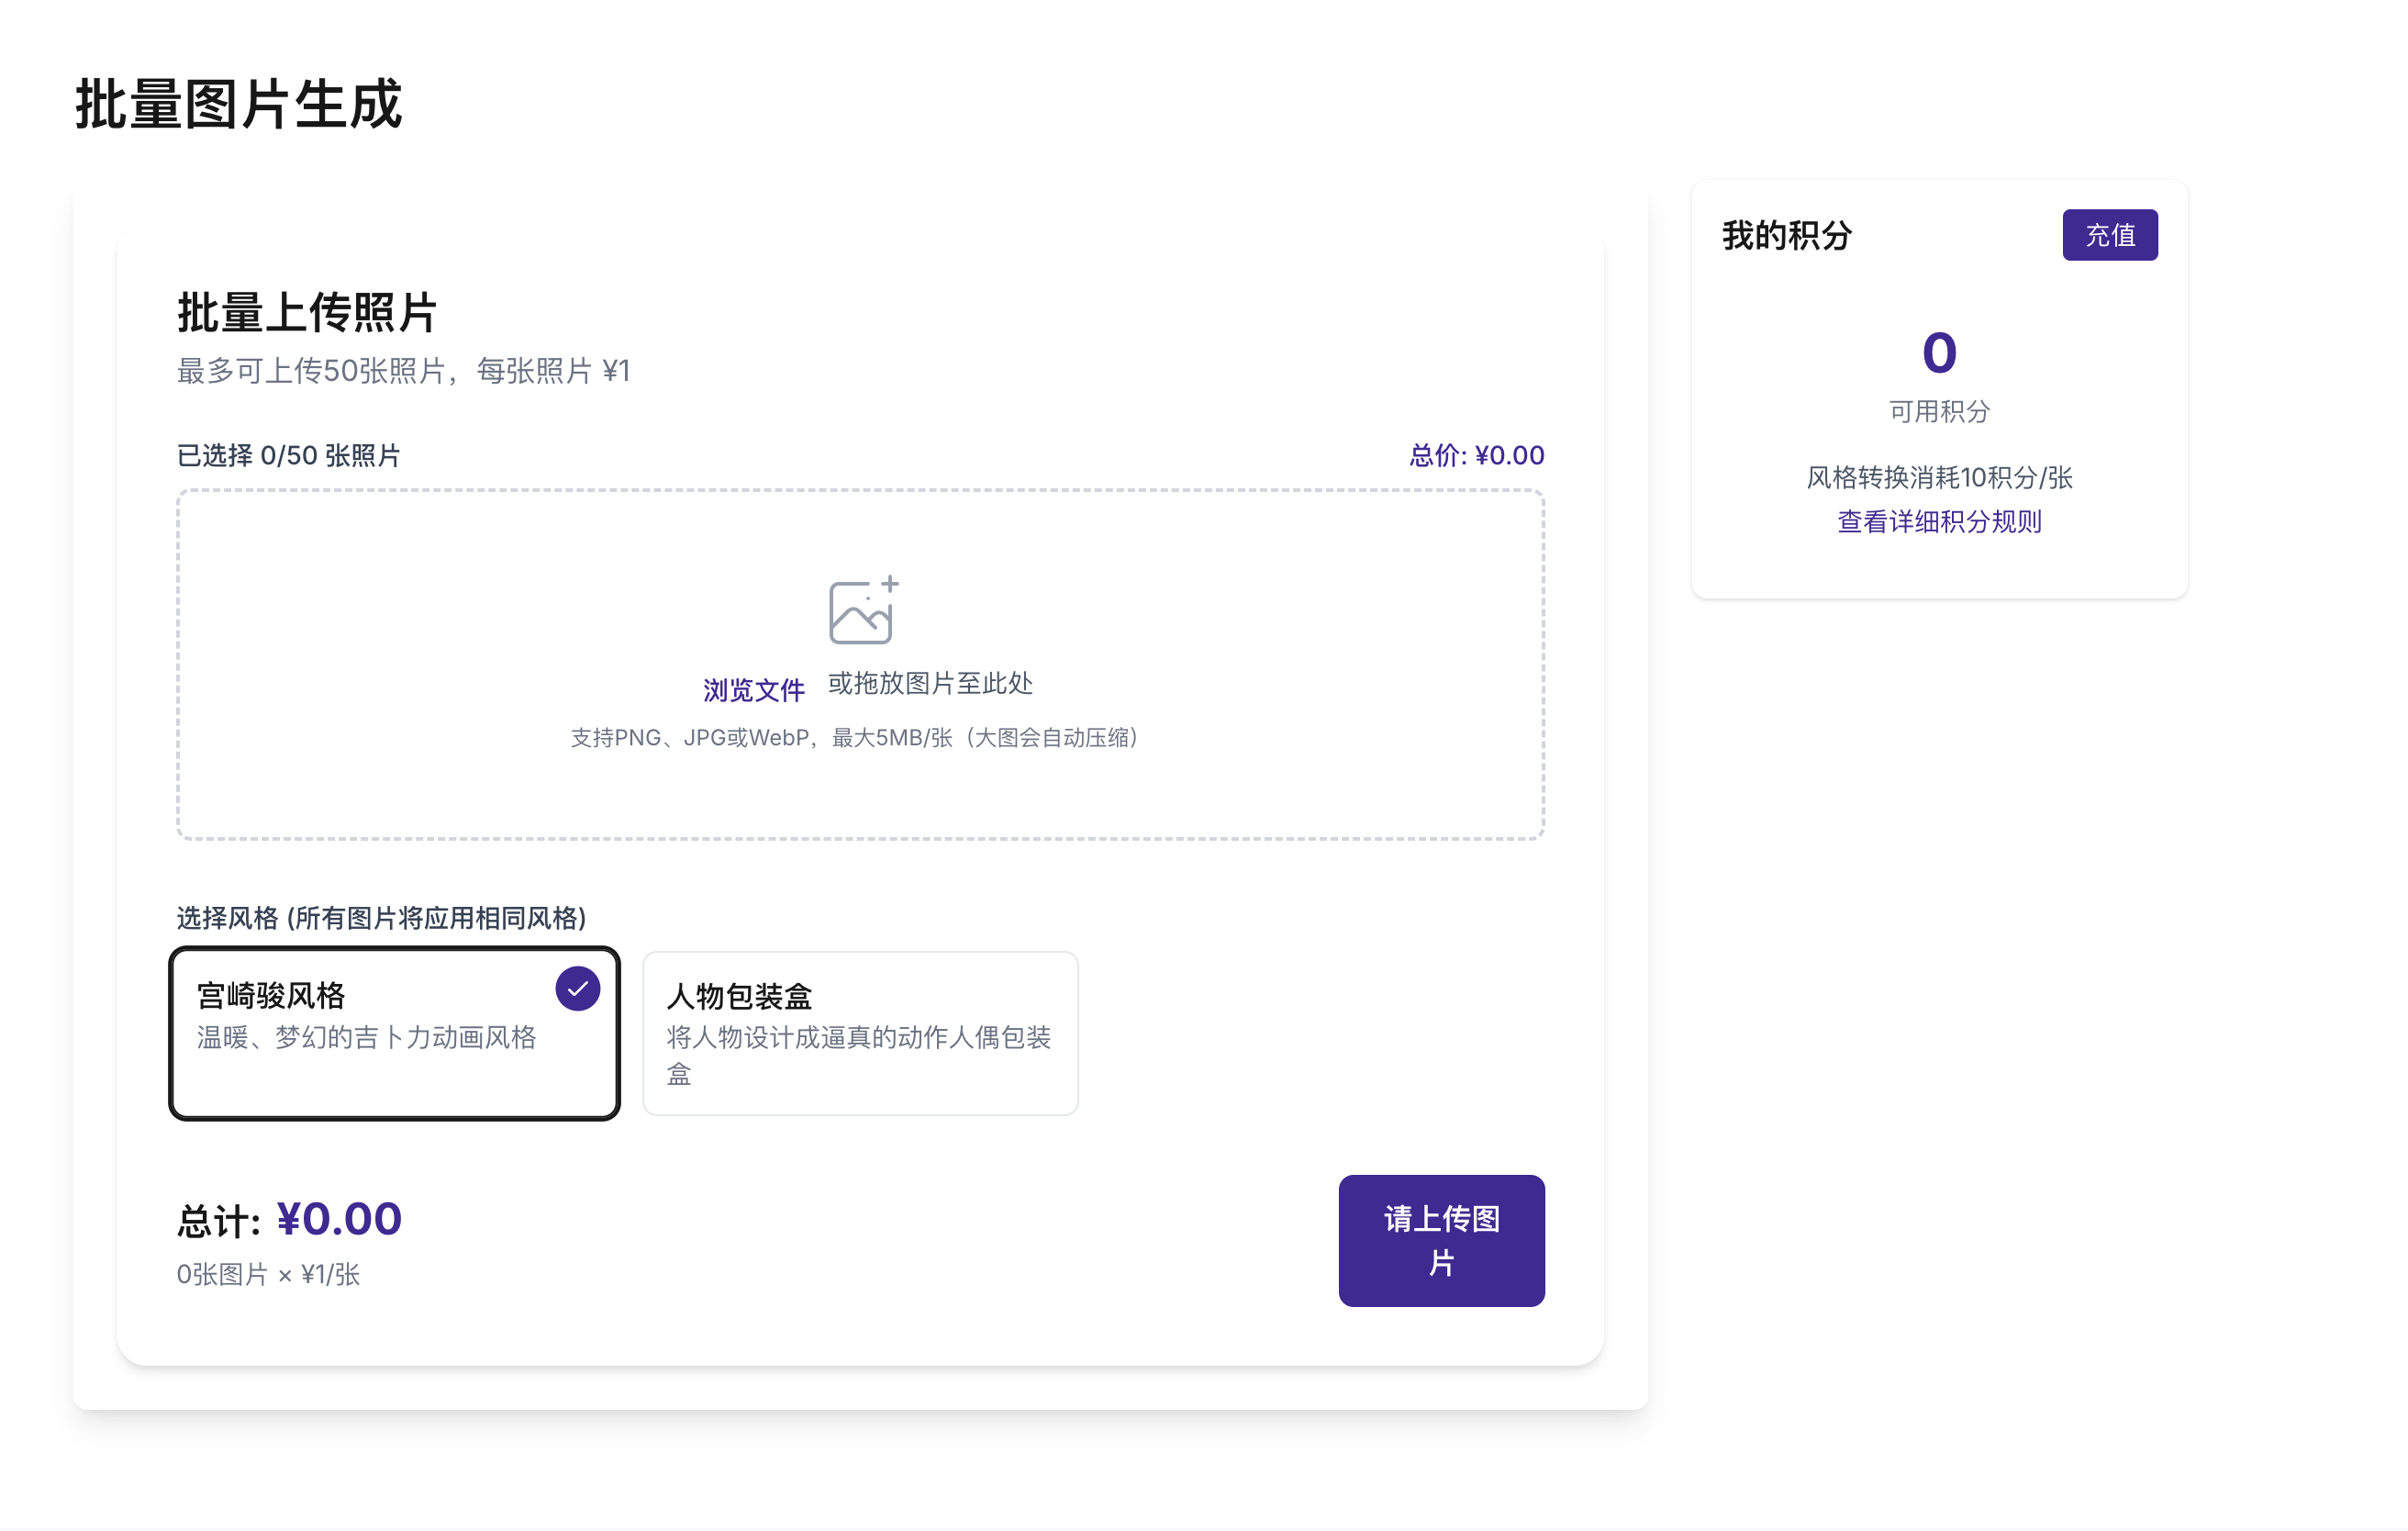 批量图片生成
批量上传照片
最多可上传50张照片，每张照片 ¥1
已选择 0/50 张照片
总价: ¥0.00
浏览文件 或拖放图片至此处
支持PNG、JPG或WebP，最大5MB/张（大图会自动压缩）
选择风格 (所有图片将应用相同风格)
宫崎骏风格
温暖、梦幻的吉卜力动画风格
人物包装盒
将人物设计成逼真的动作人偶包装
盒
总计: ¥0.00
0张图片 × ¥1/张
请上传图
片
我的积分
充值
0
可用积分
风格转换消耗10积分/张
查看详细积分规则